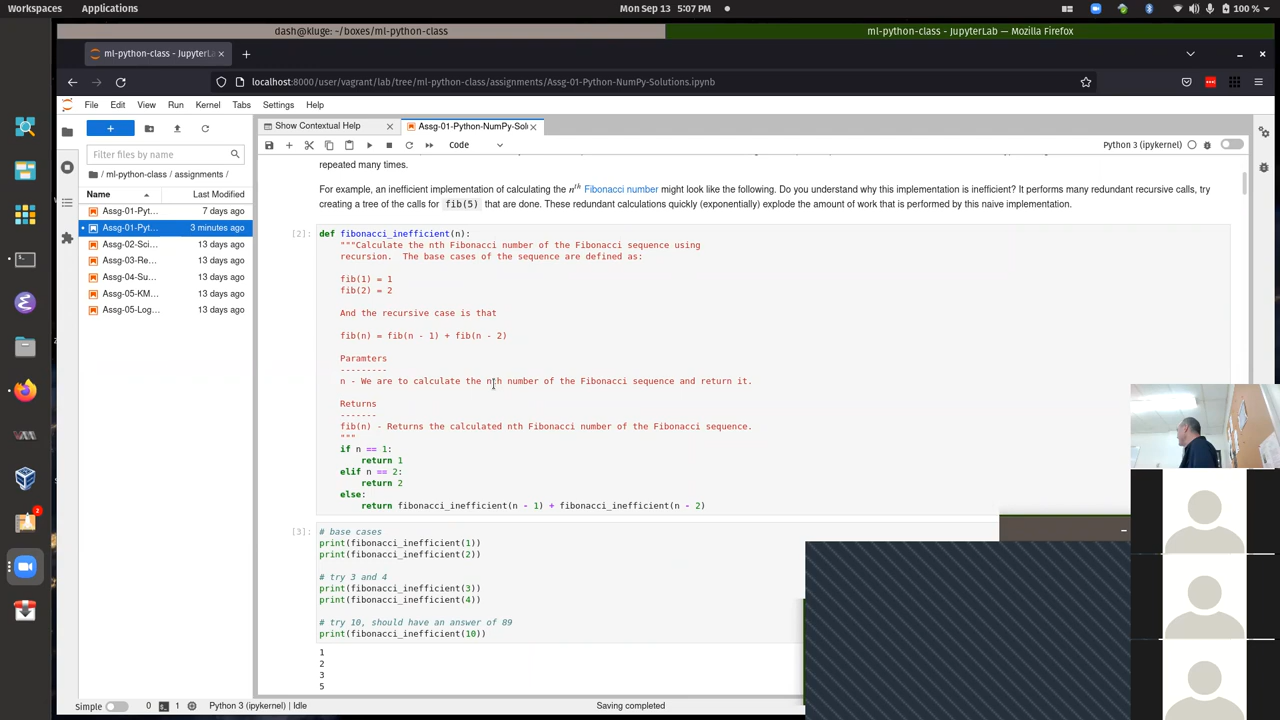 Workspaces Applications Mon Sep 13 5:07 PM 100 %
dash@kluge: ~/boxes/ml-python-class ml-python-class - JupyterLab — Mozilla Firefox
ml-python-class - JupyterLa
localhost:8000/user/vagrant/lab/tree/ml-python-class/assignments/Assg-01-Python-NumPy-Solutions.ipynb
File Edit View Run Kernel Tabs Settings Help
Show Contextual Help Assg-01-Python-NumPy-Solu
Code Python 3 (ipykernel)
Filter files by name
/ ml-python-class / assignments /
Name Last Modified
Assg-01-Pyt... 7 days ago
Assg-01-Pyt... 3 minutes ago
Assg-02-Sci... 13 days ago
Assg-03-Re... 13 days ago
Assg-04-Su... 13 days ago
Assg-05-KM... 13 days ago
Assg-05-Log... 13 days ago
repeated many times.
For example, an inefficient implementation of calculating the nth Fibonacci number might look like the following. Do you understand why this implementation is inefficient? It performs many redundant recursive calls, try
creating a tree of the calls for fib(5) that are done. These redundant calculations quickly (exponentially) explode the amount of work that is performed by this naive implementation.
[2]: def fibonacci_inefficient(n):
"""Calculate the nth Fibonacci number of the Fibonacci sequence using
recursion. The base cases of the sequence are defined as:
fib(1) = 1
fib(2) = 2
And the recursive case is that
fib(n) = fib(n - 1) + fib(n - 2)
Paramters
---------
n - We are to calculate the nth number of the Fibonacci sequence and return it.
Returns
-------
fib(n) - Returns the calculated nth Fibonacci number of the Fibonacci sequence.
"""
if n == 1:
return 1
elif n == 2:
return 2
else:
return fibonacci_inefficient(n - 1) + fibonacci_inefficient(n - 2)
[3]: # base cases
print(fibonacci_inefficient(1))
print(fibonacci_inefficient(2))
# try 3 and 4
print(fibonacci_inefficient(3))
print(fibonacci_inefficient(4))
# try 10, should have an answer of 89
print(fibonacci_inefficient(10))
1
2
3
5
Simple 0 1 Python 3 (ipykernel) | Idle Saving completed